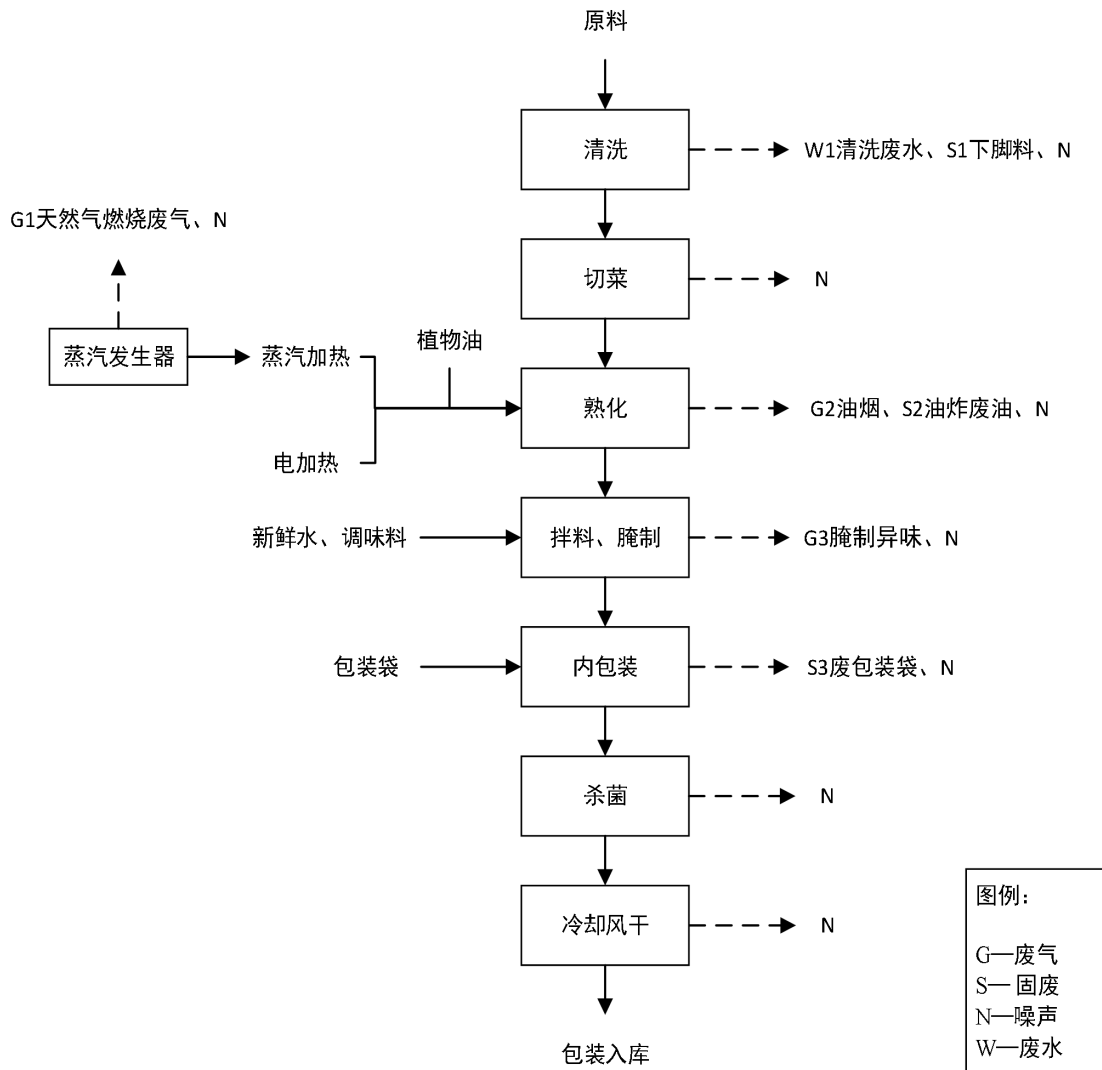 原料
清洗
W1清洗废水、S1下脚料、N
G1天然气燃烧废气、N
切菜
N
蒸汽发生器
蒸汽加热
植物油
熟化
G2油烟、S2油炸废油、N
电加热
新鲜水、调味料
拌料、腌制
G3腌制异味、N
包装袋
内包装
S3废包装袋、N
杀菌
N
冷却风干
N
包装入库
图例：
G—废气
S— 固废
N—噪声
W—废水